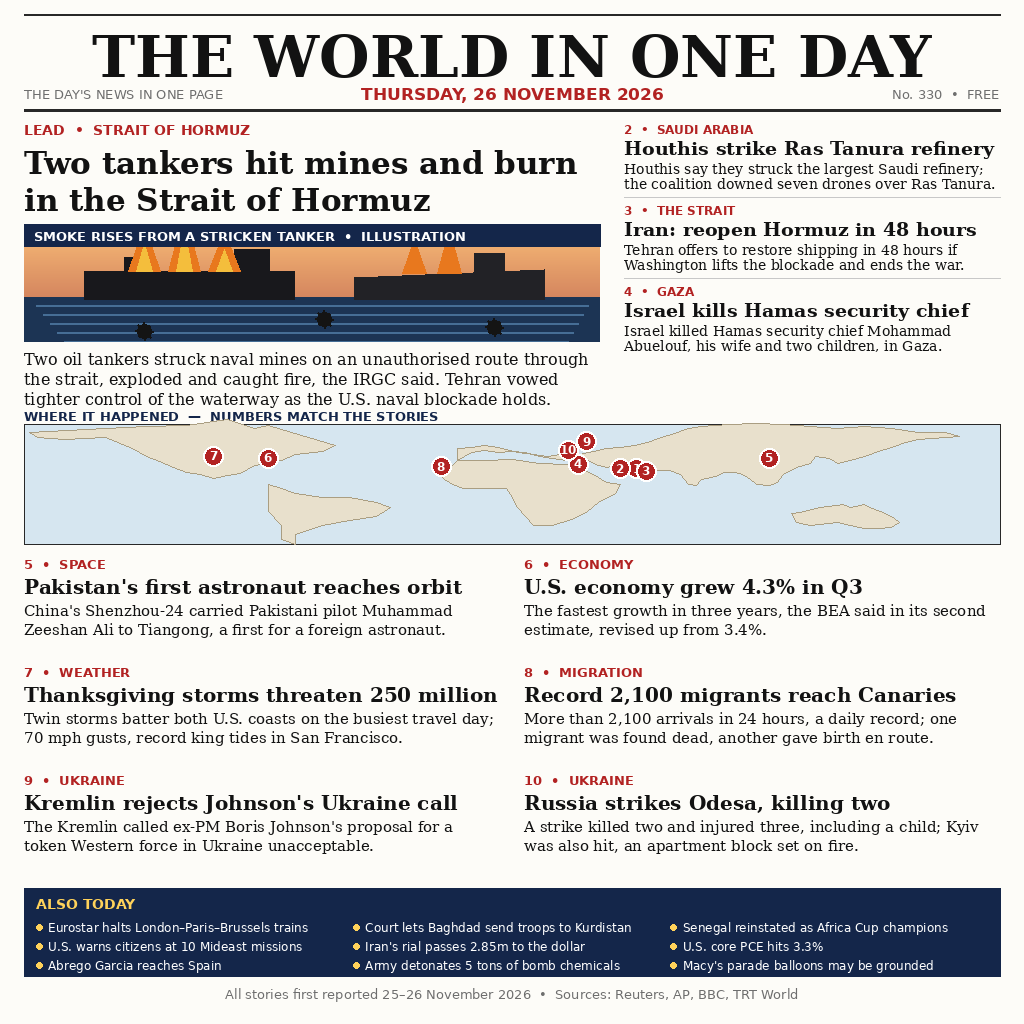 THE WORLD IN ONE DAY
THE DAY'S NEWS IN ONE PAGE
THURSDAY, 26 NOVEMBER 2026
No. 330 • FREE
LEAD • STRAIT OF HORMUZ
Two tankers hit mines and burn
in the Strait of Hormuz
SMOKE RISES FROM A STRICKEN TANKER • ILLUSTRATION
Two oil tankers struck naval mines on an unauthorised route through
the strait, exploded and caught fire, the IRGC said. Tehran vowed
tighter control of the waterway as the U.S. naval blockade holds.
2 • SAUDI ARABIA
Houthis strike Ras Tanura refinery
Houthis say they struck the largest Saudi refinery;
the coalition downed seven drones over Ras Tanura.
3 • THE STRAIT
Iran: reopen Hormuz in 48 hours
Tehran offers to restore shipping in 48 hours if
Washington lifts the blockade and ends the war.
4 • GAZA
Israel kills Hamas security chief
Israel killed Hamas security chief Mohammad
Abuelouf, his wife and two children, in Gaza.
WHERE IT HAPPENED — NUMBERS MATCH THE STORIES
7
6
8
10
9
4
2
1
3
5
5 • SPACE
Pakistan's first astronaut reaches orbit
China's Shenzhou-24 carried Pakistani pilot Muhammad
Zeeshan Ali to Tiangong, a first for a foreign astronaut.
6 • ECONOMY
U.S. economy grew 4.3% in Q3
The fastest growth in three years, the BEA said in its second
estimate, revised up from 3.4%.
7 • WEATHER
Thanksgiving storms threaten 250 million
Twin storms batter both U.S. coasts on the busiest travel day;
70 mph gusts, record king tides in San Francisco.
8 • MIGRATION
Record 2,100 migrants reach Canaries
More than 2,100 arrivals in 24 hours, a daily record; one
migrant was found dead, another gave birth en route.
9 • UKRAINE
Kremlin rejects Johnson's Ukraine call
The Kremlin called ex-PM Boris Johnson's proposal for a
token Western force in Ukraine unacceptable.
10 • UKRAINE
Russia strikes Odesa, killing two
A strike killed two and injured three, including a child; Kyiv
was also hit, an apartment block set on fire.
ALSO TODAY
Eurostar halts London–Paris–Brussels trains
U.S. warns citizens at 10 Mideast missions
Abrego Garcia reaches Spain
Court lets Baghdad send troops to Kurdistan
Iran's rial passes 2.85m to the dollar
Army detonates 5 tons of bomb chemicals
Senegal reinstated as Africa Cup champions
U.S. core PCE hits 3.3%
Macy's parade balloons may be grounded
All stories first reported 25–26 November 2026 • Sources: Reuters, AP, BBC, TRT World